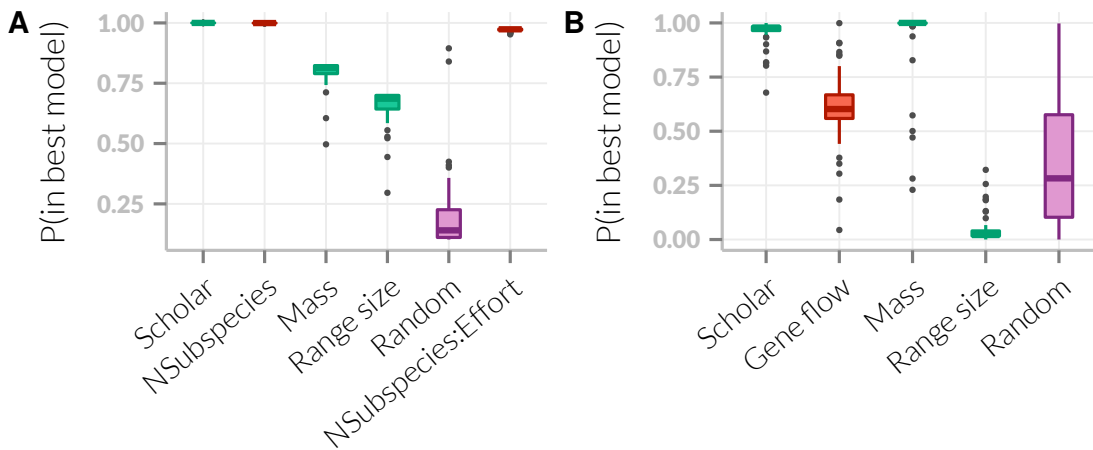 A
P(in best model)
1.00
0.75
0.50
0.25
Scholar
NSubspecies
Mass
Range size
Random
NSubspecies:Effort
B
P(in best model)
1.00
0.75
0.50
0.25
0.00
Scholar
Gene flow
Mass
Range size
Random